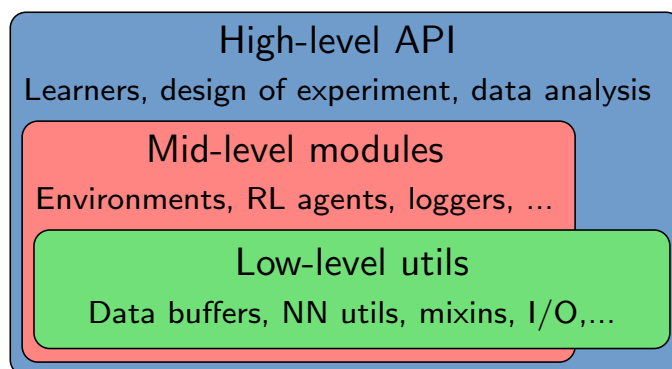 High-level API
Learners, design of experiment, data analysis
Mid-level modules
Environments, RL agents, loggers, ...
Low-level utils
Data buffers, NN utils, mixins, I/O,...